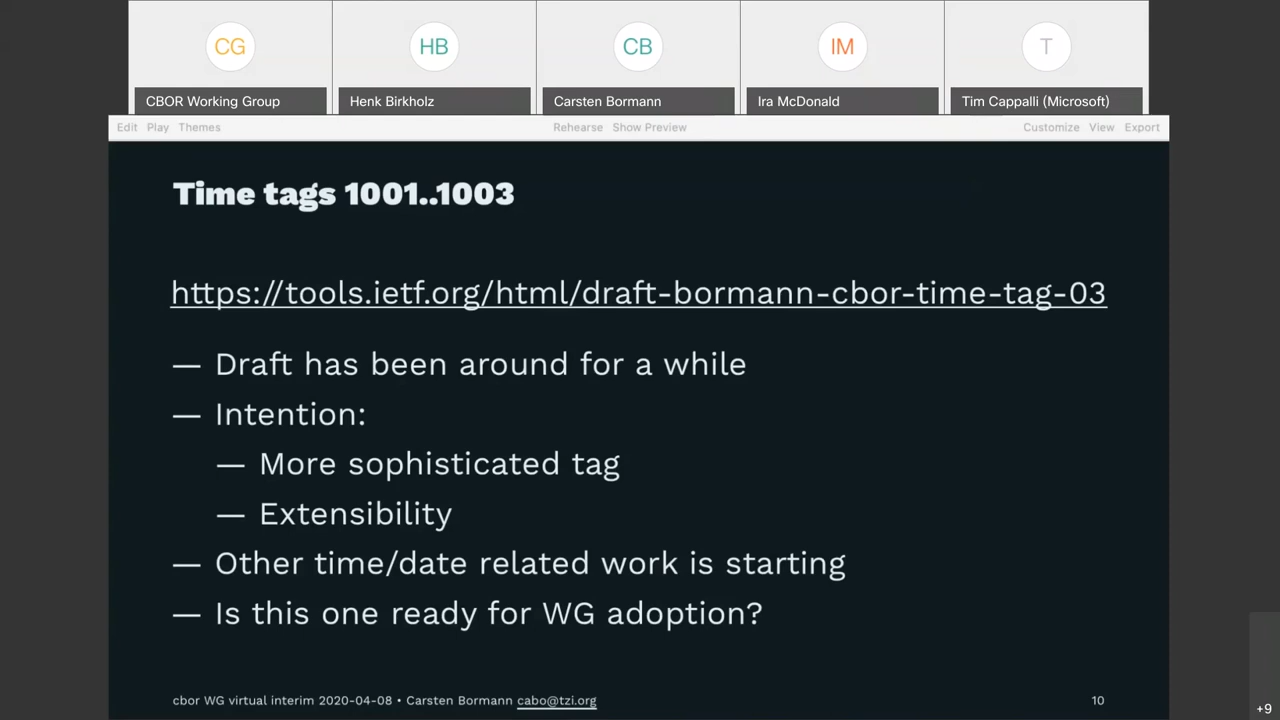 CG HB CB IM T
CBOR Working Group Henk Birkholz Carsten Bormann Ira McDonald Tim Cappalli (Microsoft)
Edit Play Themes Rehearse Show Preview Customize View Export
Time tags 1001..1003
https://tools.ietf.org/html/draft-bormann-cbor-time-tag-03
— Draft has been around for a while
— Intention:
— More sophisticated tag
— Extensibility
— Other time/date related work is starting
— Is this one ready for WG adoption?
cbor WG virtual interim 2020-04-08 • Carsten Bormann cabo@tzi.org 10
+9